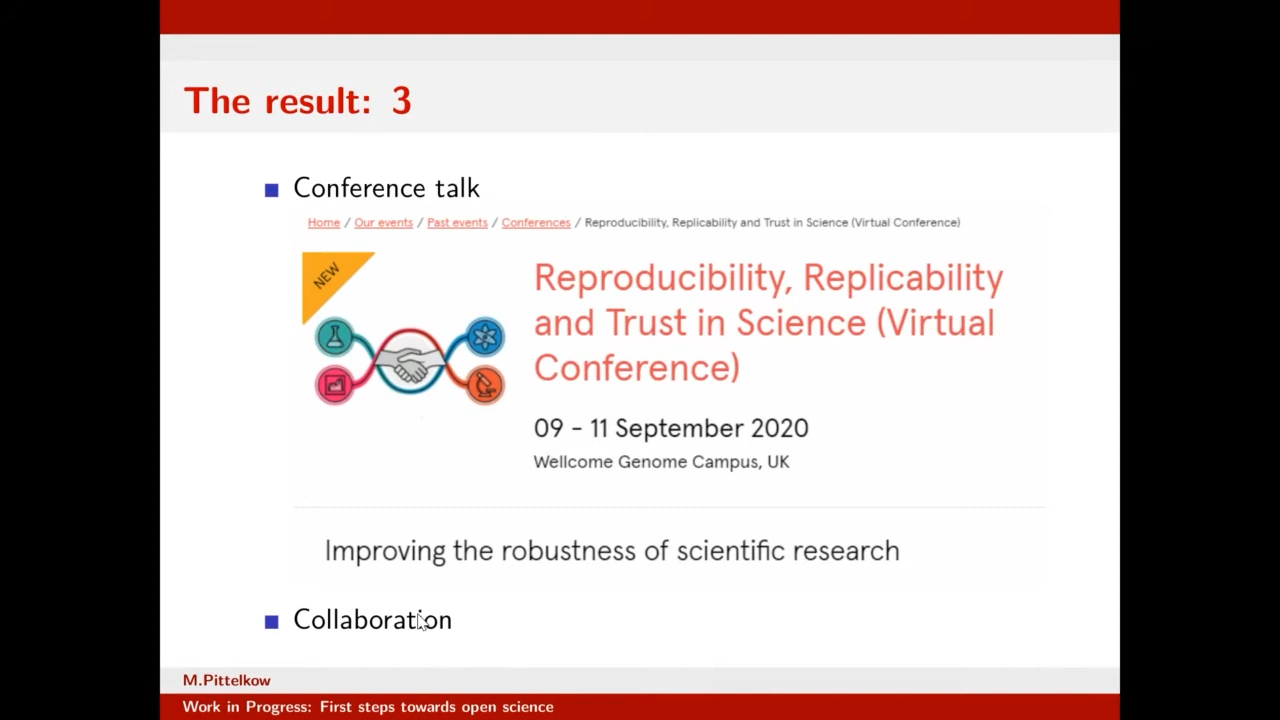 The result: 3
Conference talk
Home / Our events / Past events / Conferences / Reproducibility, Replicability and Trust in Science (Virtual Conference)
NEW
Reproducibility, Replicability
and Trust in Science (Virtual
Conference)
09 - 11 September 2020
Wellcome Genome Campus, UK
Improving the robustness of scientific research
Collaboration
M.Pittelkow
Work in Progress: First steps towards open science